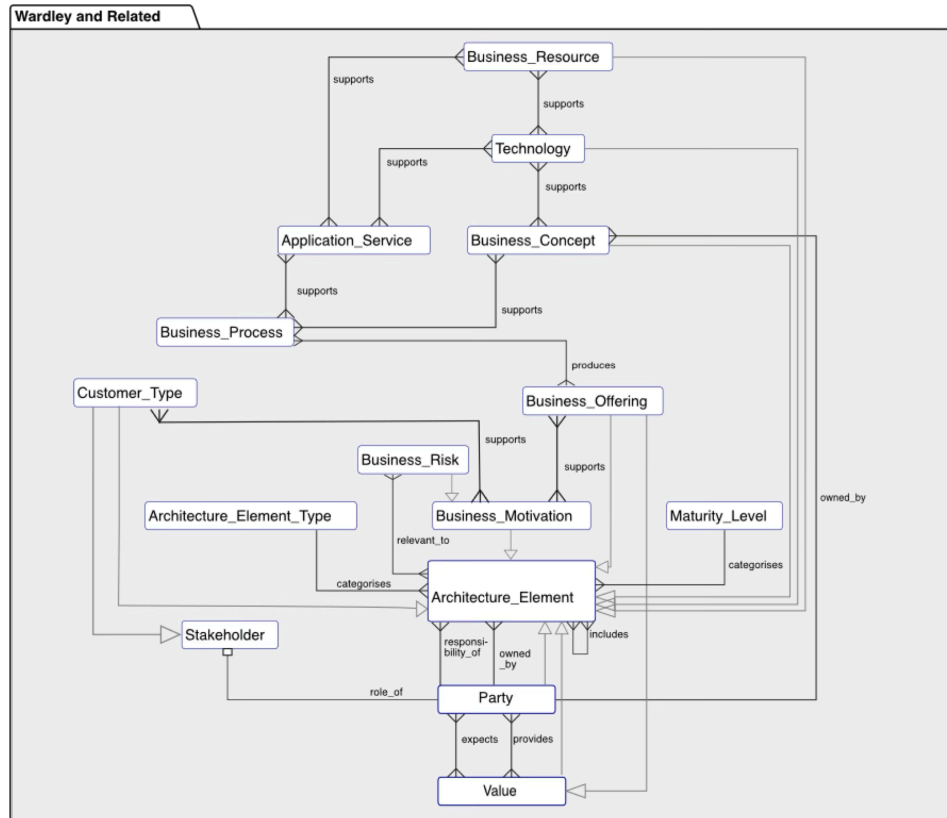 Wardley and Related
Business_Resource
supports
supports
Technology
supports
supports
Application_Service
Business_Concept
supports
supports
Business_Process
produces
Customer_Type
Business_Offering
supports
Business_Risk
supports
owned_by
Architecture_Element_Type
Business_Motivation
Maturity_Level
relevant_to
categorises
categorises
Architecture_Element
Stakeholder
includes
responsi-
bility_of
owned
_by
role_of
Party
expects
provides
Value